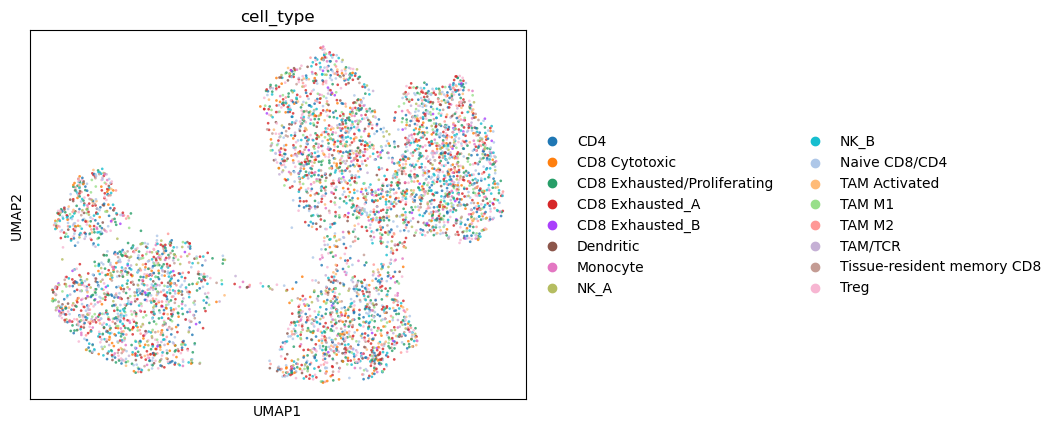 cell_type
UMAP2
UMAP1
CD4
CD8 Cytotoxic
CD8 Exhausted/Proliferating
CD8 Exhausted_A
CD8 Exhausted_B
Dendritic
Monocyte
NK_A
NK_B
Naive CD8/CD4
TAM Activated
TAM M1
TAM M2
TAM/TCR
Tissue-resident memory CD8
Treg